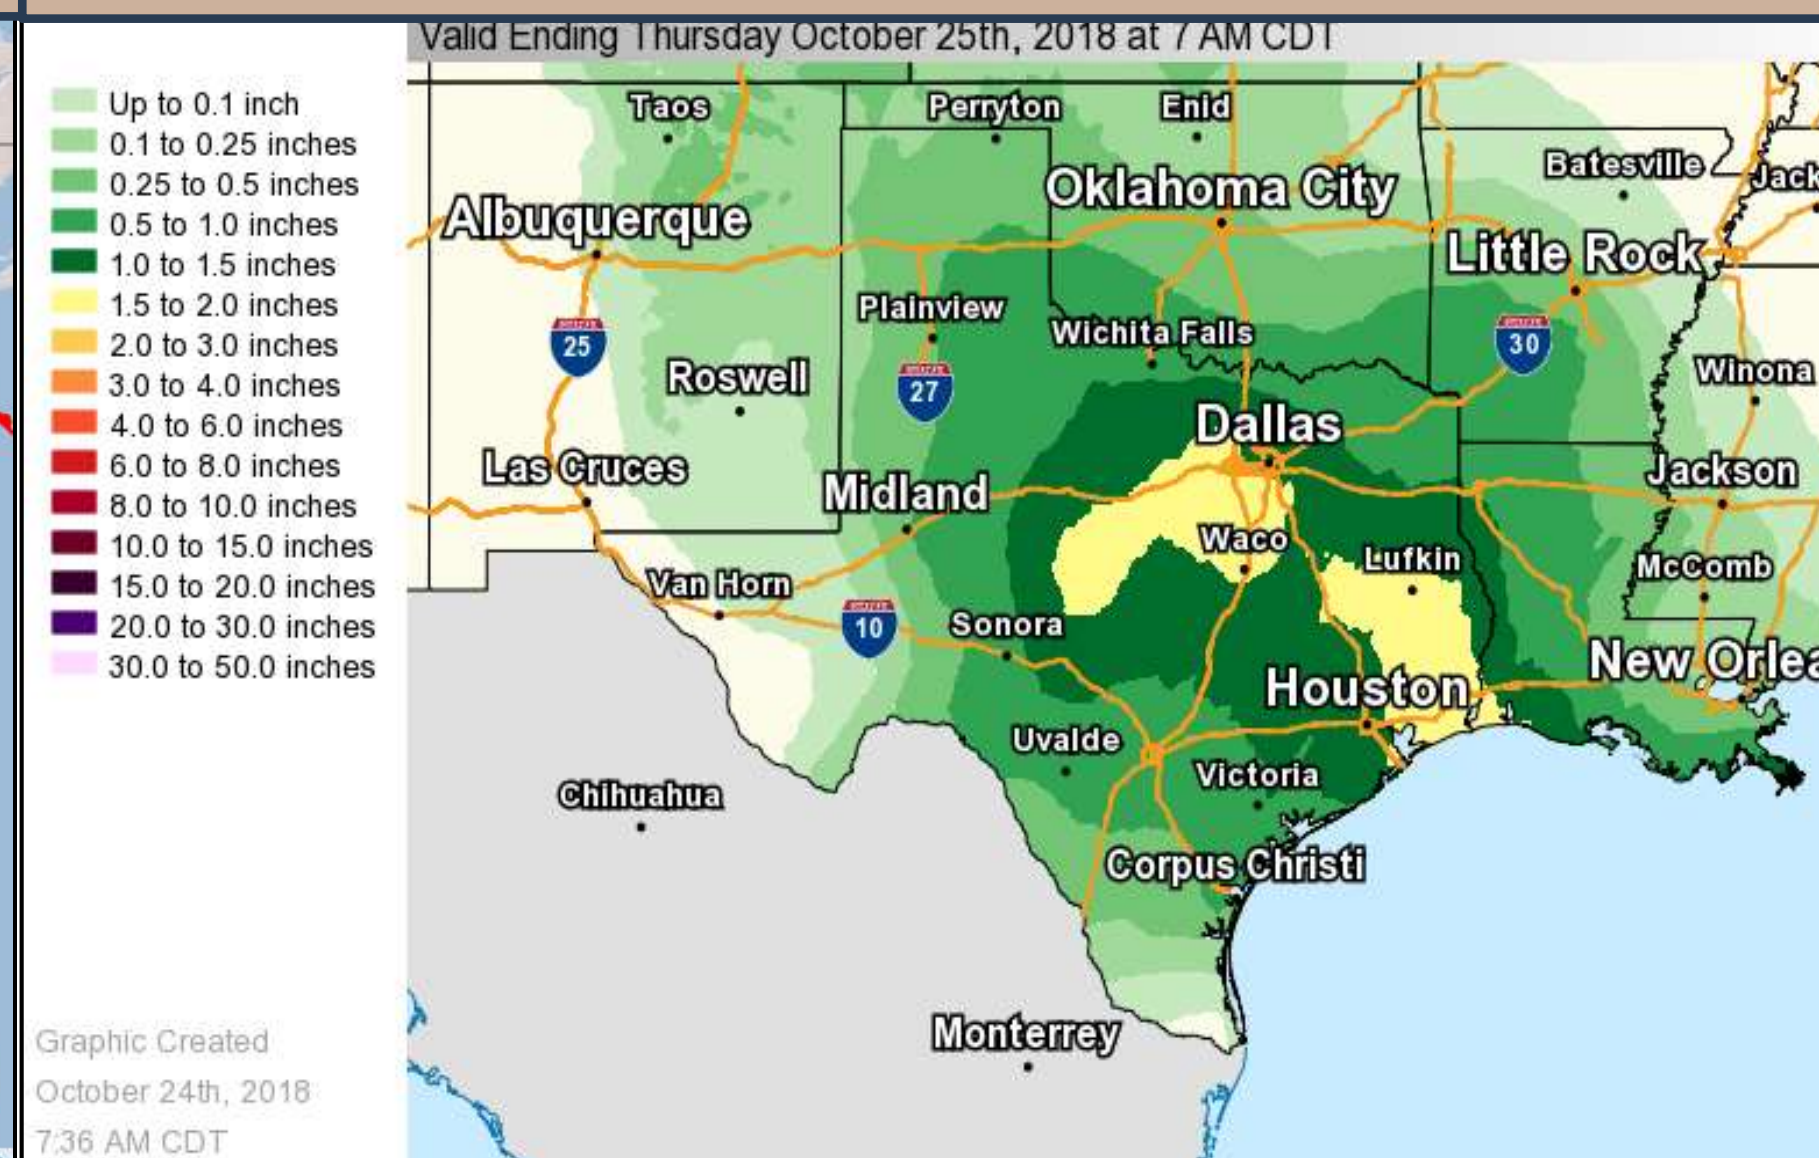 Valid Ending Thursday October 25th, 2018 at 7 AM CDT
Up to 0.1 inch
0.1 to 0.25 inches
0.25 to 0.5 inches
0.5 to 1.0 inches
1.0 to 1.5 inches
1.5 to 2.0 inches
2.0 to 3.0 inches
3.0 to 4.0 inches
4.0 to 6.0 inches
6.0 to 8.0 inches
8.0 to 10.0 inches
10.0 to 15.0 inches
15.0 to 20.0 inches
20.0 to 30.0 inches
30.0 to 50.0 inches
Graphic Created
October 24th, 2018
7:36 AM CDT
Taos
Perryton
Enid
Batesville
Jack
Oklahoma City
Albuquerque
Little Rock
Plainview
Wichita Falls
25
30
Roswell
27
Winona
Dallas
Las Cruces
Jackson
Midland
Waco
Lufkin
McComb
Van Horn
10
Sonora
New Orlea
Houston
Uvalde
Victoria
Chihuahua
Corpus Christi
Monterrey